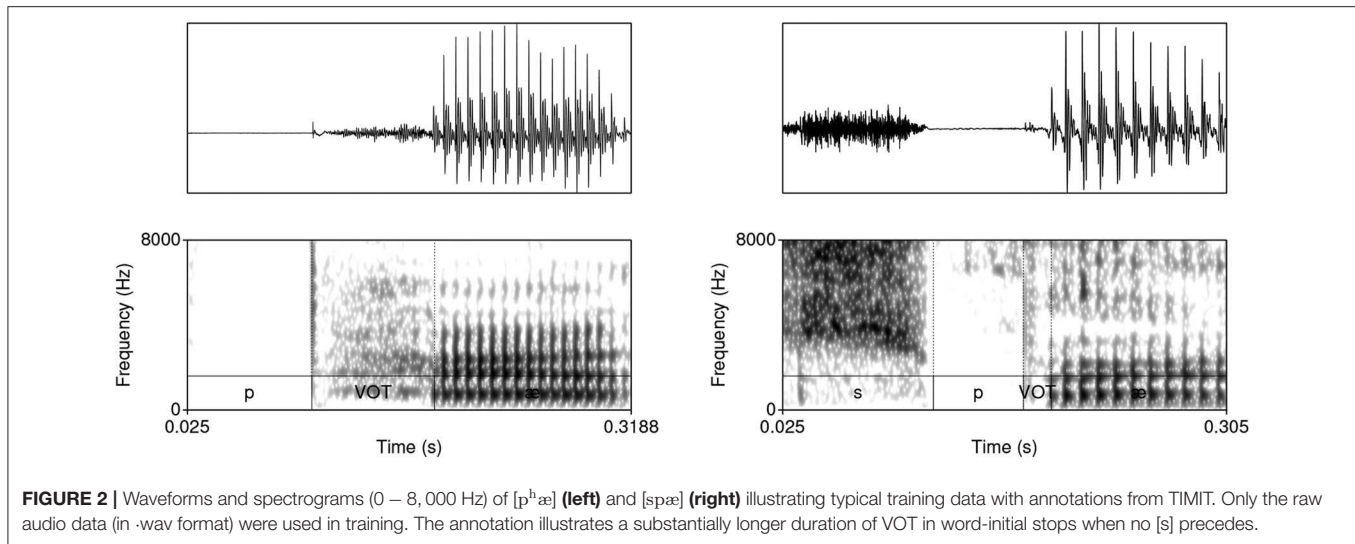 8000
Frequency (Hz)
0
p
VOT
æ
0.025
0.3188
Time (s)
8000
Frequency (Hz)
0
s
p
VOT
æ
0.025
0.305
Time (s)
FIGURE 2 | Waveforms and spectrograms (0 − 8, 000 Hz) of [pʰæ] (left) and [spæ] (right) illustrating typical training data with annotations from TIMIT. Only the raw
audio data (in ·wav format) were used in training. The annotation illustrates a substantially longer duration of VOT in word-initial stops when no [s] precedes.